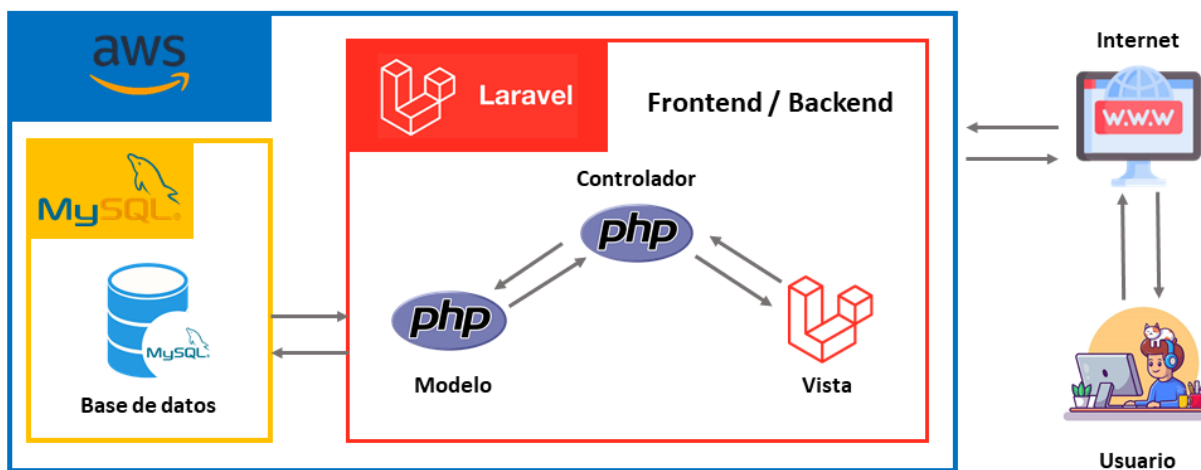 aws
Laravel
Frontend / Backend
Internet
W.W.W
MySQL®
Controlador
php
php
MySQL®
Modelo
Vista
Base de datos
Usuario